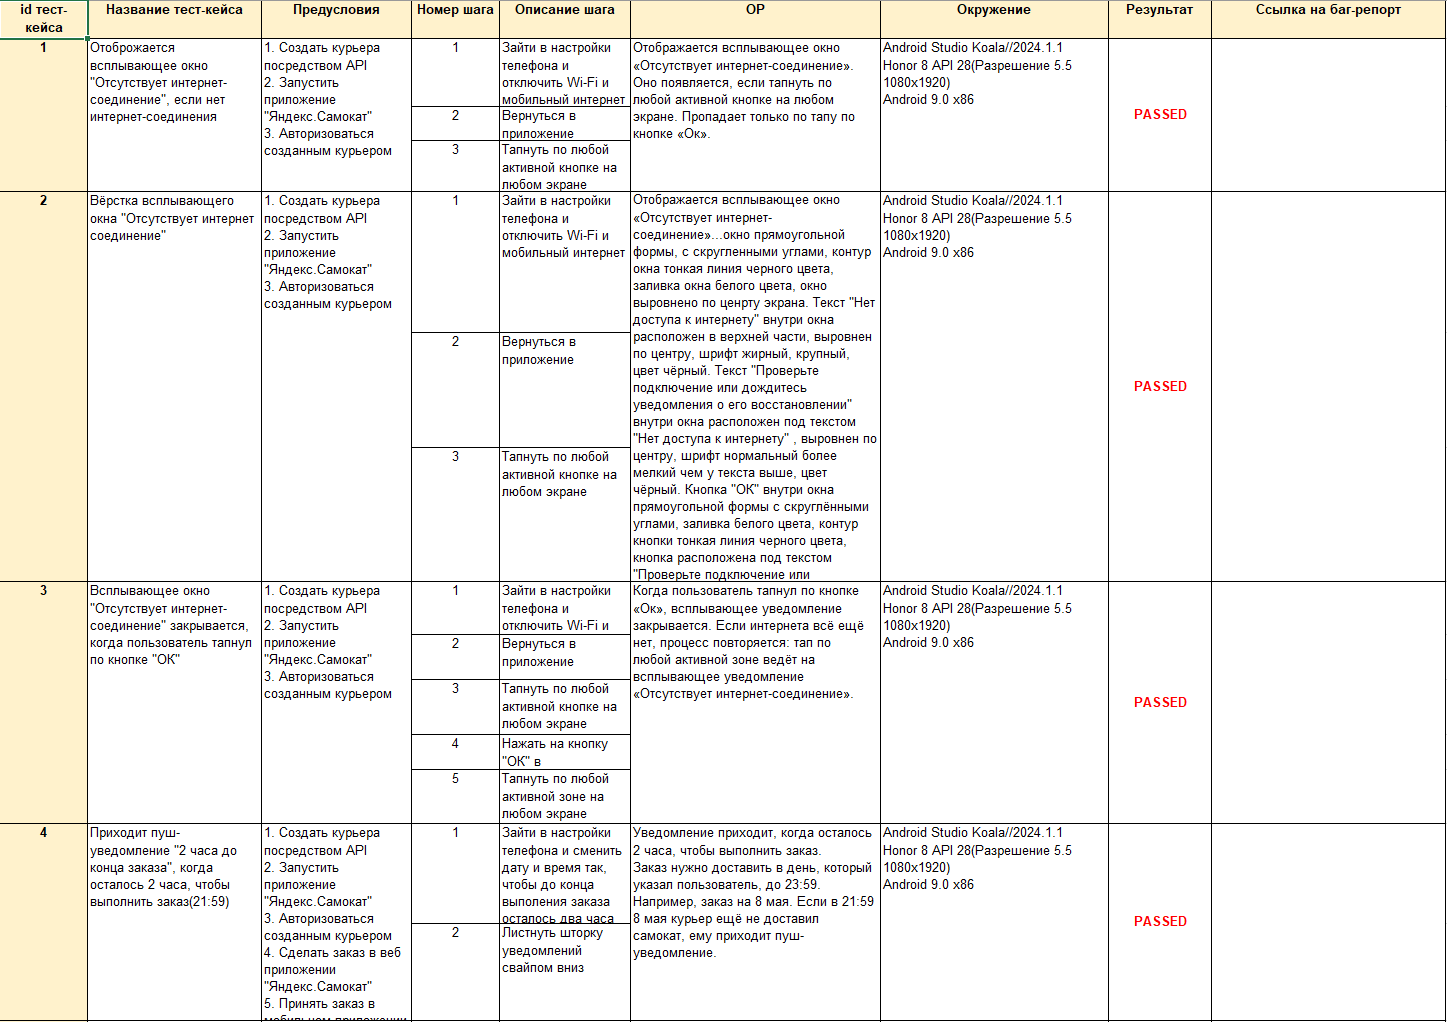 id тест-
кейса
Название тест-кейса
Предусловия
Номер шага
Описание шага
ОР
Окружение
Результат
Ссылка на баг-репорт
1
Отоброжается
всплывающее окно
"Отсутствует интернет-
соединение", если нет
интернет-соединения
1. Создать курьера
посредством API
2. Запустить
приложение
"Яндекс.Самокат"
3. Авторизоваться
созданным курьером
1
Зайти в настройки
телефона и
отключить Wi-Fi и
мобильный интернет
2
Вернуться в
приложение
3
Тапнуть по любой
активной кнопке на
любом экране
Отображается всплывающее окно
«Отсутствует интернет-соединение».
Оно появляется, если тапнуть по
любой активной кнопке на любом
экране. Пропадает только по тапу по
кнопке «Ок».
Android Studio Koala//2024.1.1
Honor 8 API 28(Разрешение 5.5
1080x1920)
Android 9.0 x86
PASSED
2
Вёрстка всплывающего
окна "Отсутствует интернет
соединение"
1. Создать курьера
посредством API
2. Запустить
приложение
"Яндекс.Самокат"
3. Авторизоваться
созданным курьером
1
Зайти в настройки
телефона и
отключить Wi-Fi и
мобильный интернет
2
Вернуться в
приложение
3
Тапнуть по любой
активной кнопке на
любом экране
Отображается всплывающее окно
«Отсутствует интернет-
соединение»...окно прямоугольной
формы, с скругленными углами, контур
окна тонкая линия черного цвета,
заливка окна белого цвета, окно
выровнено по ценрту экрана. Текст "Нет
доступа к интернету" внутри окна
расположен в верхней части, выровнен
по центру, шрифт жирный, крупный,
цвет чёрный. Текст "Проверьте
подключение или дождитесь
уведомления о его восстановлении"
внутри окна расположен под текстом
"Нет доступа к интернету" , выровнен по
центру, шрифт нормальный более
мелкий чем у текста выше, цвет
чёрный. Кнопка "ОК" внутри окна
прямоугольной формы с скруглёнными
углами, заливка белого цвета, контур
кнопки тонкая линия черного цвета,
кнопка расположена под текстом
"Проверьте подключение или
Android Studio Koala//2024.1.1
Honor 8 API 28(Разрешение 5.5
1080x1920)
Android 9.0 x86
PASSED
3
Всплывающее окно
"Отсутствует интернет-
соединение" закрывается,
когда пользователь тапнул
по кнопке "ОК"
1. Создать курьера
посредством API
2. Запустить
приложение
"Яндекс.Самокат"
3. Авторизоваться
созданным курьером
1
Зайти в настройки
телефона и
отключить Wi-Fi и
2
Вернуться в
приложение
3
Тапнуть по любой
активной кнопке на
любом экране
4
Нажать на кнопку
"ОК" в
5
Тапнуть по любой
активной зоне на
любом экране
Когда пользователь тапнул по кнопке
«Ок», всплывающее уведомление
закрывается. Если интернета всё ещё
нет, процесс повторяется: тап по
любой активной зоне ведёт на
всплывающее уведомление
«Отсутствует интернет-соединение».
Android Studio Koala//2024.1.1
Honor 8 API 28(Разрешение 5.5
1080x1920)
Android 9.0 x86
PASSED
4
Приходит пуш-
уведомление "2 часа до
конца заказа", когда
осталось 2 часа, чтобы
выполнить заказ(21:59)
1. Создать курьера
посредством API
2. Запустить
приложение
"Яндекс.Самокат"
3. Авторизоваться
созданным курьером
4. Сделать заказ в веб
приложении
"Яндекс.Самокат"
5. Принять заказ в
мобильном приложении
1
Зайти в настройки
телефона и сменить
дату и время так,
чтобы до конца
выполения заказа
осталось два часа
2
Листнуть шторку
уведомлений
свайпом вниз
Уведомление приходит, когда осталось
2 часа, чтобы выполнить заказ.
Заказ нужно доставить в день, который
указал пользователь, до 23:59.
Например, заказ на 8 мая. Если в 21:59
8 мая курьер ещё не доставил
самокат, ему приходит пуш-
уведомление.
Android Studio Koala//2024.1.1
Honor 8 API 28(Разрешение 5.5
1080x1920)
Android 9.0 x86
PASSED